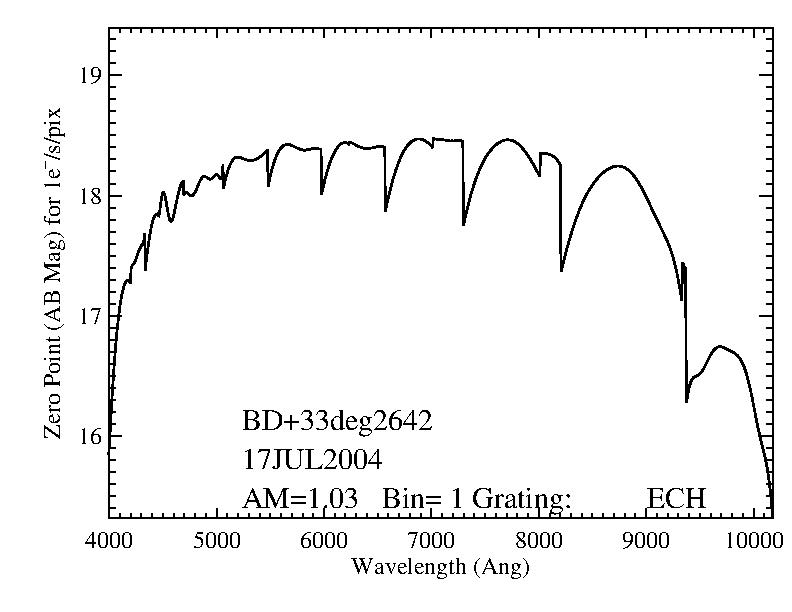 19
18
17
16
Zero Point (AB Mag) for 1e⁻/s/pix
BD+33deg2642
17JUL2004
AM=1.03 Bin= 1 Grating: ECH
4000 5000 6000 7000 8000 9000 10000
Wavelength (Ang)